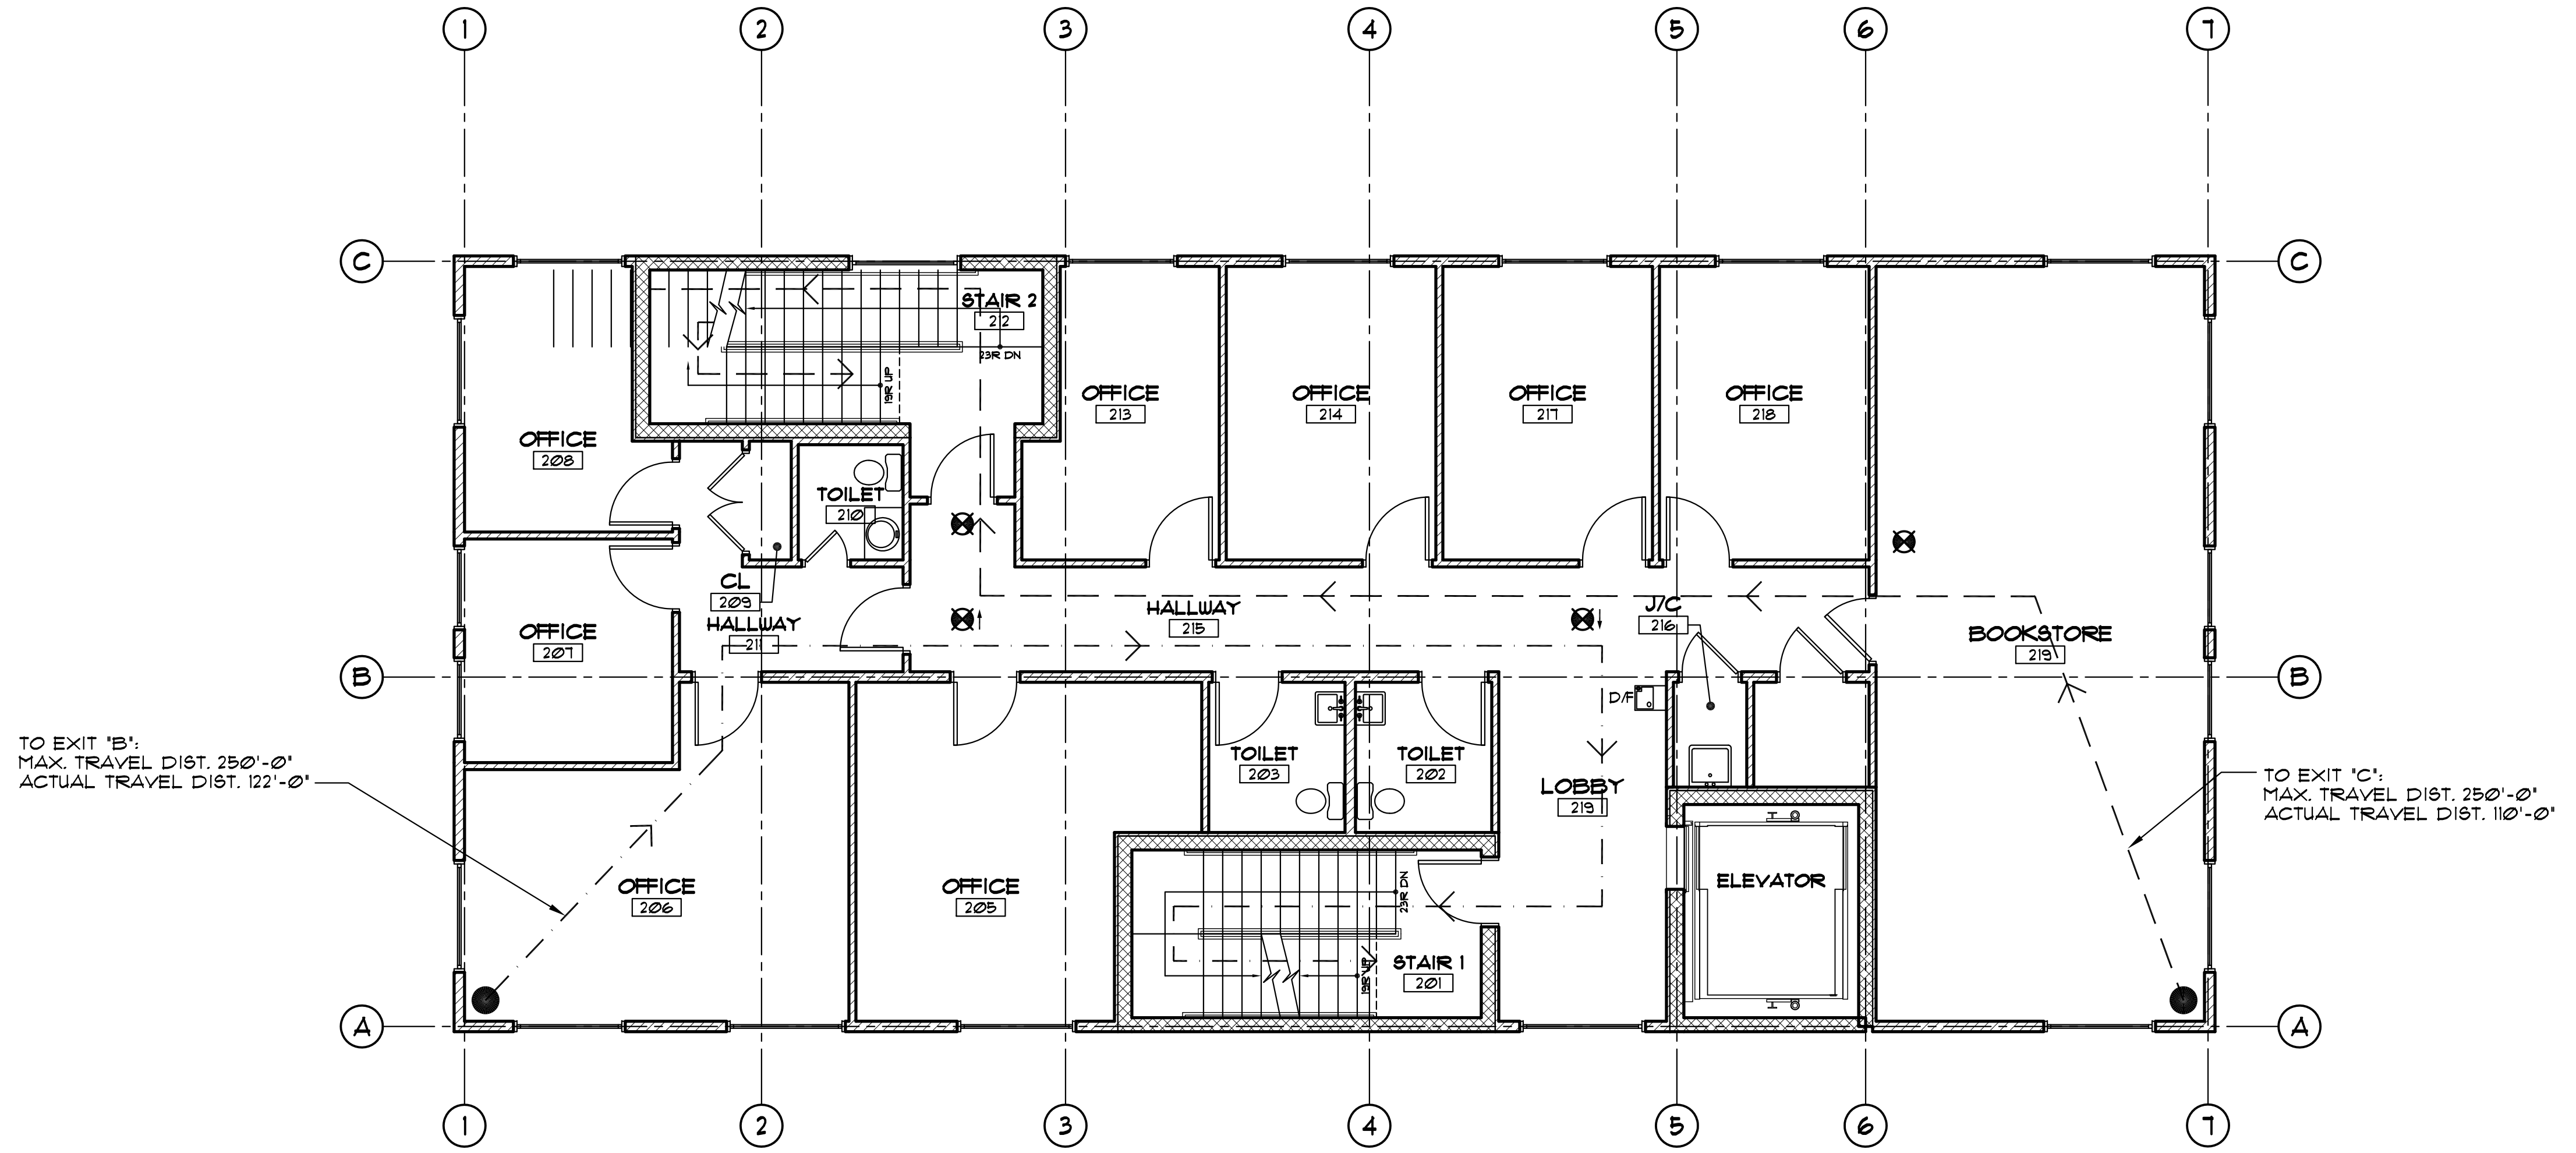 1 2 3 4 5 6 7
C C
STAIR 2
212
23R DN
19R UP
OFFICE
213
OFFICE
214
OFFICE
217
OFFICE
218
OFFICE
208
TOILET
210
CL
209
HALLWAY
211
HALLWAY
215
J/C
216
OFFICE
207
BOOKSTORE
219
B B
D/F
TO EXIT "B":
MAX. TRAVEL DIST. 250'-0"
ACTUAL TRAVEL DIST. 122'-0"
TOILET
203
TOILET
202
LOBBY
219
TO EXIT "C":
MAX. TRAVEL DIST. 250'-0"
ACTUAL TRAVEL DIST. 110'-0"
OFFICE
206
OFFICE
205
23R DN
19R UP
STAIR 1
201
H
ELEVATOR
H
A A
1 2 3 4 5 6 7